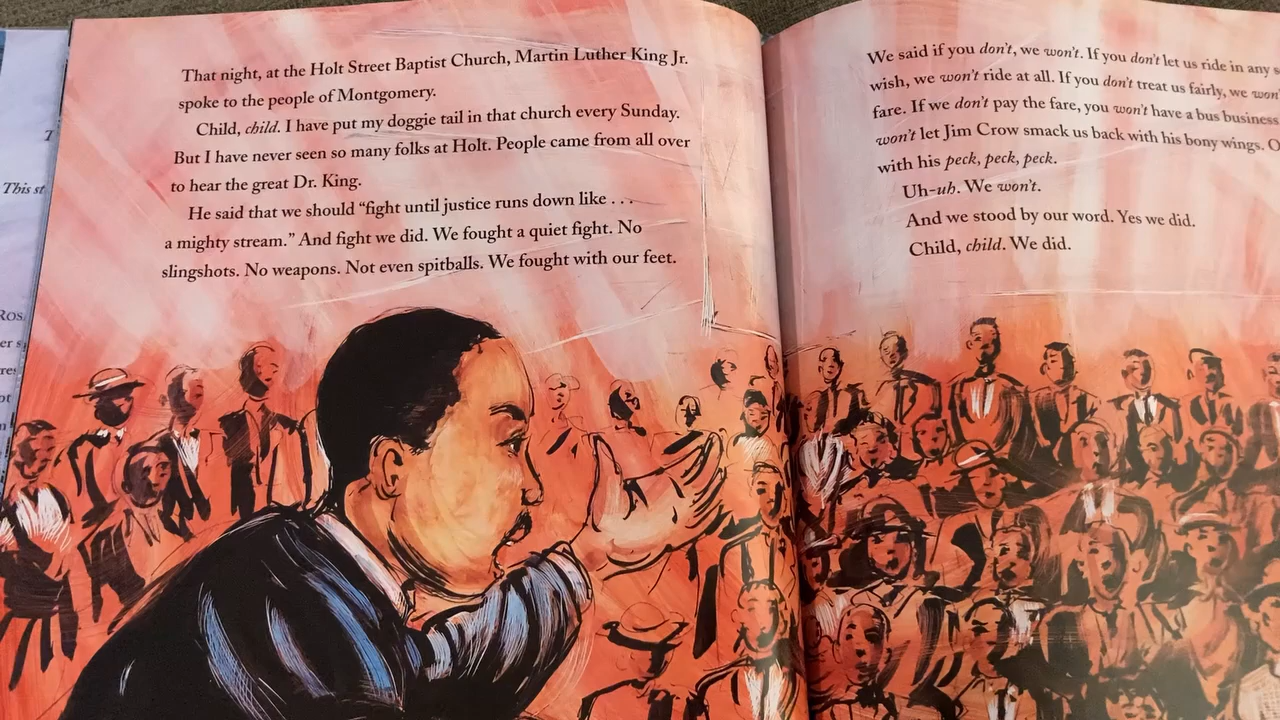 T
This st
ROS
er s
res
ot
n
That night, at the Holt Street Baptist Church, Martin Luther King Jr.
spoke to the people of Montgomery.
Child, child. I have put my doggie tail in that church every Sunday.
But I have never seen so many folks at Holt. People came from all over
to hear the great Dr. King.
He said that we should “fight until justice runs down like . . .
a mighty stream.” And fight we did. We fought a quiet fight. No
slingshots. No weapons. Not even spitballs. We fought with our feet.
We said if you don’t, we won’t. If you don’t let us ride in any s
wish, we won’t ride at all. If you don’t treat us fairly, we won’
fare. If we don’t pay the fare, you won’t have a bus business
won’t let Jim Crow smack us back with his bony wings. O
with his peck, peck, peck.
Uh-uh. We won’t.
And we stood by our word. Yes we did.
Child, child. We did.